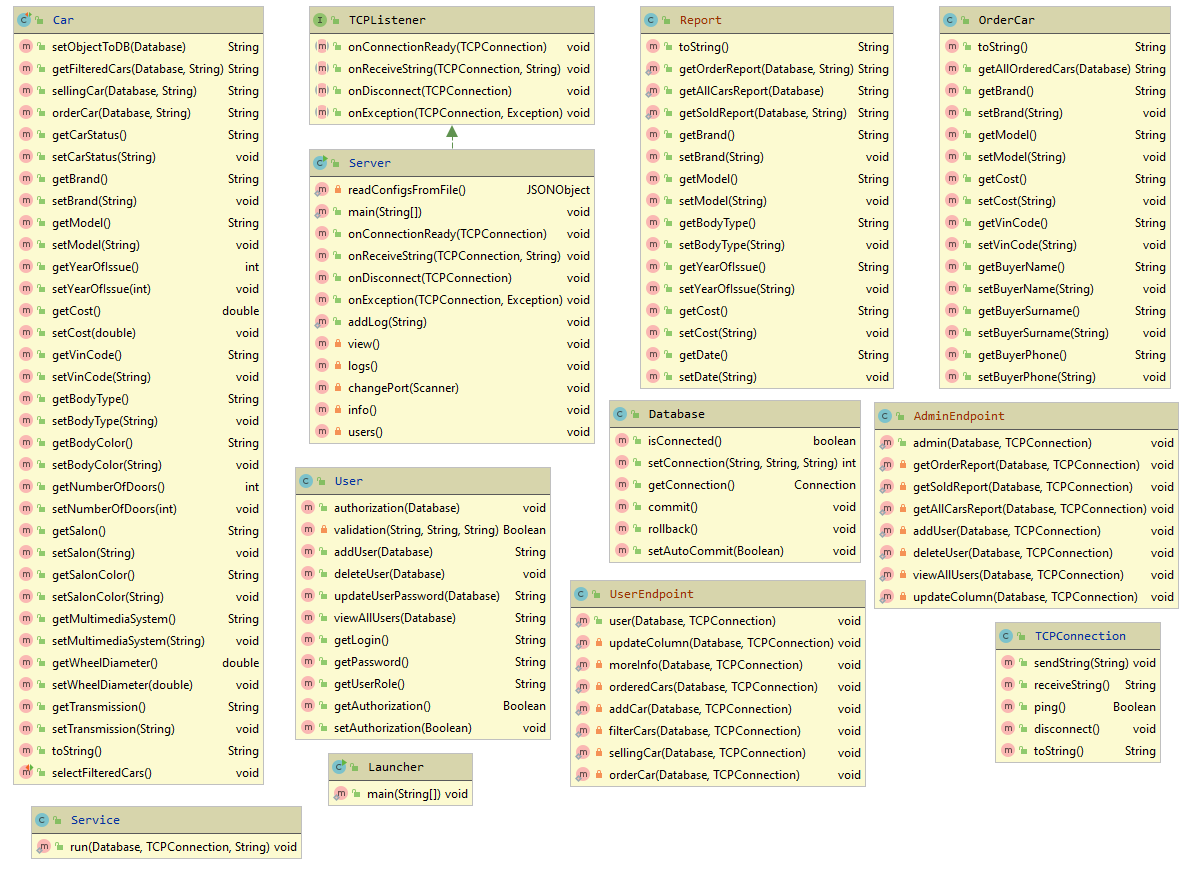 Car
setObjectToDB(Database) String
getFilteredCars(Database, String) String
sellingCar(Database, String) String
orderCar(Database, String) String
getCarStatus() String
setCarStatus(String) void
getBrand() String
setBrand(String) void
getModel() String
setModel(String) void
getYearOfIssue() int
setYearOfIssue(int) void
getCost() double
setCost(double) void
getVinCode() String
setVinCode(String) void
getBodyType() String
setBodyType(String) void
getBodyColor() String
setBodyColor(String) void
getNumberOfDoors() int
setNumberOfDoors(int) void
getSalon() String
setSalon(String) void
getSalonColor() String
setSalonColor(String) void
getMultimediaSystem() String
setMultimediaSystem(String) void
getWheelDiameter() double
setWheelDiameter(double) void
getTransmission() String
setTransmission(String) void
toString() String
selectFilteredCars() void
TCPListener
onConnectionReady(TCPConnection) void
onReceiveString(TCPConnection, String) void
onDisconnect(TCPConnection) void
onException(TCPConnection, Exception) void
Server
readConfigsFromFile() JSONObject
main(String[]) void
onConnectionReady(TCPConnection) void
onReceiveString(TCPConnection, String) void
onDisconnect(TCPConnection) void
onException(TCPConnection, Exception) void
addLog(String) void
view() void
logs() void
changePort(Scanner) void
info() void
users() void
Report
toString() String
getOrderReport(Database, String) String
getAllCarsReport(Database) String
getSoldReport(Database, String) String
getBrand() String
setBrand(String) void
getModel() String
setModel(String) void
getBodyType() String
setBodyType(String) void
getYearOfIssue() String
setYearOfIssue(String) void
getCost() String
setCost(String) void
getDate() String
setDate(String) void
OrderCar
toString() String
getAllOrderedCars(Database) String
getBrand() String
setBrand(String) void
getModel() String
setModel(String) void
getCost() String
setCost(String) void
getVinCode() String
setVinCode(String) void
getBuyerName() String
setBuyerName(String) void
getBuyerSurname() String
setBuyerSurname(String) void
getBuyerPhone() String
setBuyerPhone(String) void
User
authorization(Database) void
validation(String, String, String) Boolean
addUser(Database) String
deleteUser(Database) void
updateUserPassword(Database) String
viewAllUsers(Database) String
getLogin() String
getPassword() String
getUserRole() String
getAuthorization() Boolean
setAuthorization(Boolean) void
Database
isConnected() boolean
setConnection(String, String, String) int
getConnection() Connection
commit() void
rollback() void
setAutoCommit(Boolean) void
AdminEndpoint
admin(Database, TCPConnection) void
getOrderReport(Database, TCPConnection) void
getSoldReport(Database, TCPConnection) void
getAllCarsReport(Database, TCPConnection) void
addUser(Database, TCPConnection) void
deleteUser(Database, TCPConnection) void
viewAllUsers(Database, TCPConnection) void
updateColumn(Database, TCPConnection) void
UserEndpoint
user(Database, TCPConnection) void
updateColumn(Database, TCPConnection) void
moreInfo(Database, TCPConnection) void
orderedCars(Database, TCPConnection) void
addCar(Database, TCPConnection) void
filterCars(Database, TCPConnection) void
sellingCar(Database, TCPConnection) void
orderCar(Database, TCPConnection) void
TCPConnection
sendString(String) void
receiveString() String
ping() Boolean
disconnect() void
toString() String
Launcher
main(String[]) void
Service
run(Database, TCPConnection, String) void